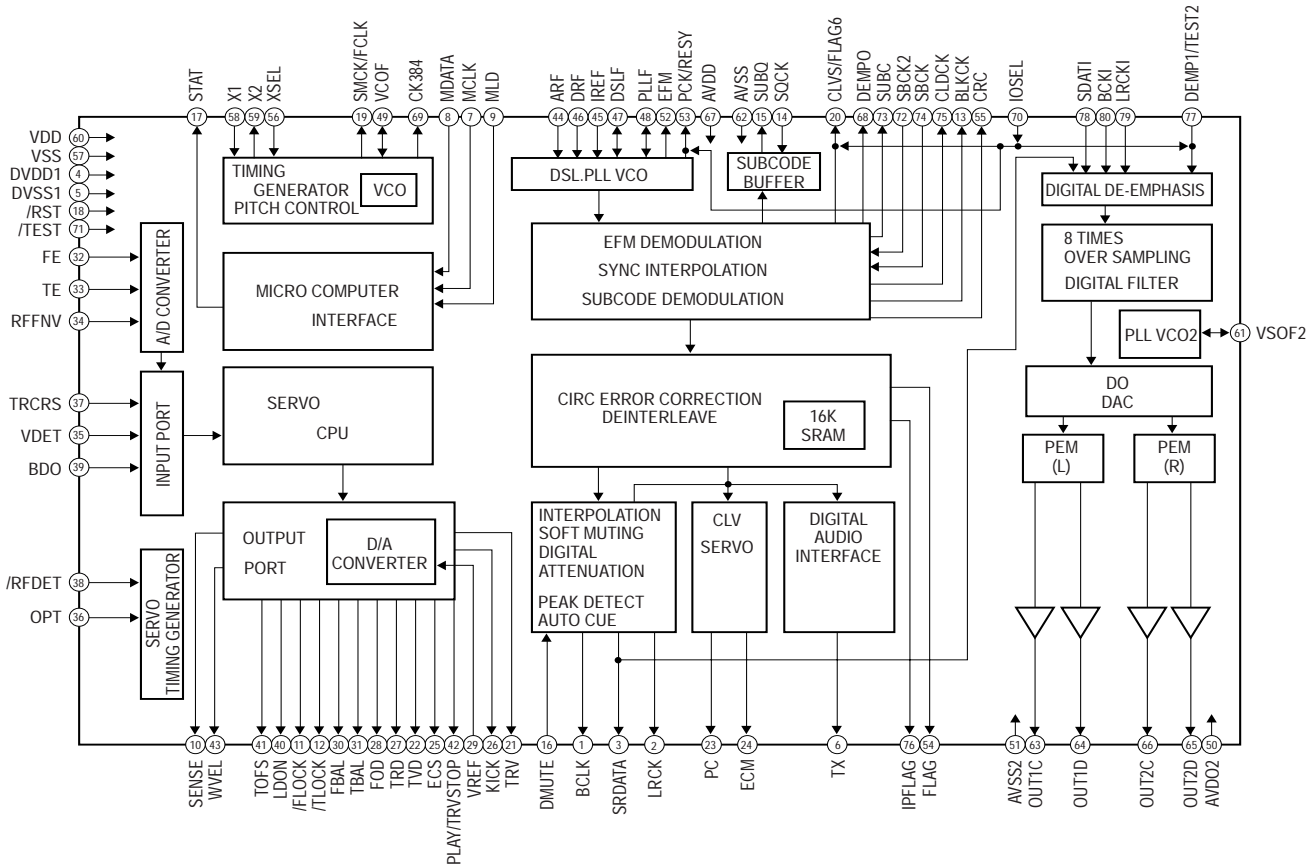 STAT
X1
X2
XSEL
SMCK/FCLK
VCOF
CK384
MDATA
MCLK
MLD
ARF
DRF
IREF
DSLF
PLLF
EFM
PCK/RESY
AVDD
AVSS
SUBQ
SQCK
CLVS/FLAG6
DEMPO
SUBC
SBCK2
SBCK
CLDCK
BLKCK
CRC
IOSEL
SDATI
BCKI
LRCKI
DEMP1/TEST2
17
58
59
56
19
49
69
8
7
9
44
46
45
47
48
52
53
67
62
15
14
20
68
73
72
74
75
13
55
70
78
80
79
77
VDD 60
VSS 57
DVDD1 4
DVSS1 5
/RST 18
/TEST 71
FE 32
TE 33
RFFNV 34
TRCRS 37
VDET 35
BDO 39
/RFDET 38
OPT 36
A/D CONVERTER
INPUT PORT
SERVO
TIMING GENERATOR
TIMING
GENERATOR
PITCH CONTROL
VCO
MICRO COMPUTER
INTERFACE
SERVO
CPU
OUTPUT
PORT
D/A
CONVERTER
DSL.PLL VCO
SUBCODE
BUFFER
EFM DEMODULATION
SYNC INTERPOLATION
SUBCODE DEMODULATION
CIRC ERROR CORRECTION
DEINTERLEAVE
16K
SRAM
INTERPOLATION
SOFT MUTING
DIGITAL
ATTENUATION
PEAK DETECT
AUTO CUE
CLV
SERVO
DIGITAL
AUDIO
INTERFACE
DIGITAL DE-EMPHASIS
8 TIMES
OVER SAMPLING
DIGITAL FILTER
PLL VCO2
61 VSOF2
DO
DAC
PEM
(L)
PEM
(R)
10
43
41
40
11
12
30
31
28
27
22
25
42
29
26
21
16
1
3
2
23
24
6
76
54
51
63
64
66
65
50
SENSE
WVEL
TOFS
LDON
/FLOCK
/TLOCK
FBAL
TBAL
FOD
TRD
TVD
ECS
PLAY/TRVSTOP
VREF
KICK
TRV
DMUTE
BCLK
SRDATA
LRCK
PC
ECM
TX
IPFLAG
FLAG
AVSS2
OUT1C
OUT1D
OUT2C
OUT2D
AVDO2